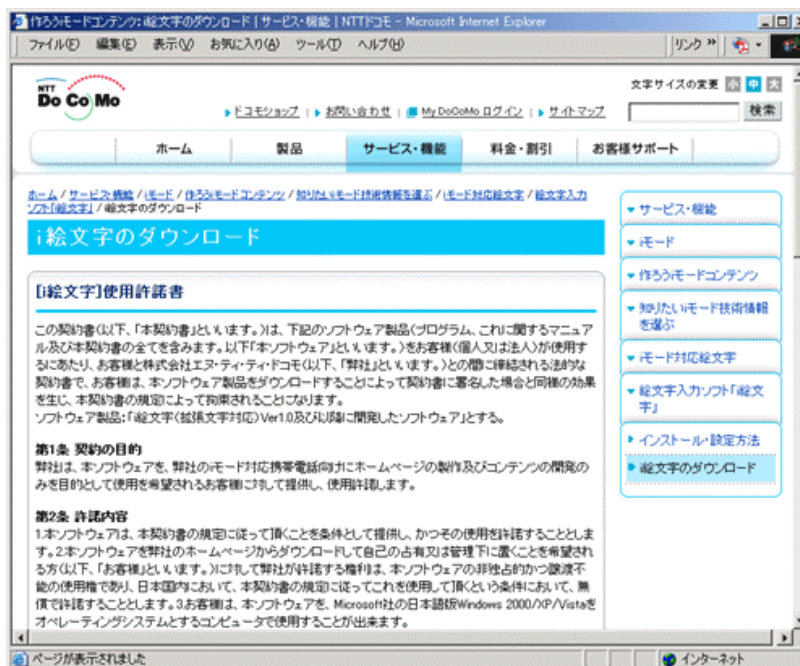 作ろうiモードコンテンツ:i絵文字のダウンロード | サービス・機能 | NTTドコモ - Microsoft Internet Explorer
ファイル(F) 編集(E) 表示(V) お気に入り(A) ツール(T) ヘルプ(H) リンク »
NTT
DoCoMo
文字サイズの変更 小 中 大
ドコモショップ | お問い合わせ | My DoCoMo ログイン | サイトマップ 検索
ホーム 製品 サービス・機能 料金・割引 お客様サポート
ホーム / サービス・機能 / iモード / 作ろうiモードコンテンツ / 知りたいiモード技術情報を選ぶ / iモード対応絵文字 / 絵文字入力
ソフト「絵文字」 / i絵文字のダウンロード
i絵文字のダウンロード
[i絵文字]使用許諾書
この契約書(以下、「本契約書」といいます。)は、下記のソフトウェア製品(プログラム、これに関するマニュア
ル及び本契約書の全てを含みます。以下「本ソフトウェア」といいます。)をお客様(個人又は法人)が使用す
るにあたり、お客様と株式会社エヌ・ティ・ティ・ドコモ(以下、「弊社」といいます。)との間に締結される法的な
契約書で、お客様は、本ソフトウェア製品をダウンロードすることによって契約書に署名した場合と同様の効果
を生じ、本契約書の規定によって拘束されることになります。
ソフトウェア製品:「i絵文字(拡張文字対応)Ver1.0及び以降に開発したソフトウェア」とする。
第1条 契約の目的
弊社は、本ソフトウェアを、弊社のiモード対応携帯電話向けにホームページの製作及びコンテンツの開発の
みを目的として使用を希望されるお客様に対して提供し、使用許諾します。
第2条 許諾内容
1.本ソフトウェアは、本契約書の規定に従って頂くことを条件として提供し、かつその使用を許諾することとしま
す。2.本ソフトウェアを弊社のホームページからダウンロードして自己の占有又は管理下に置くことを希望され
る方(以下、「お客様」といいます。)に対して弊社が許諾する権利は、本ソフトウェアの非独占的かつ譲渡不
能の使用権であり、日本国内において、本契約書の規定に従ってこれを使用して頂くという条件において、無
償で許諾することとします。3.お客様は、本ソフトウェアを、Microsoft社の日本語版Windows 2000/XP/Vistaを
オペレーティングシステムとするコンピュータで使用することが出来ます。
サービス・機能
iモード
作ろうiモードコンテンツ
知りたいiモード技術情報
を選ぶ
iモード対応絵文字
絵文字入力ソフト「i絵文
字」
インストール・設定方法
i絵文字のダウンロード
ページが表示されました インターネット